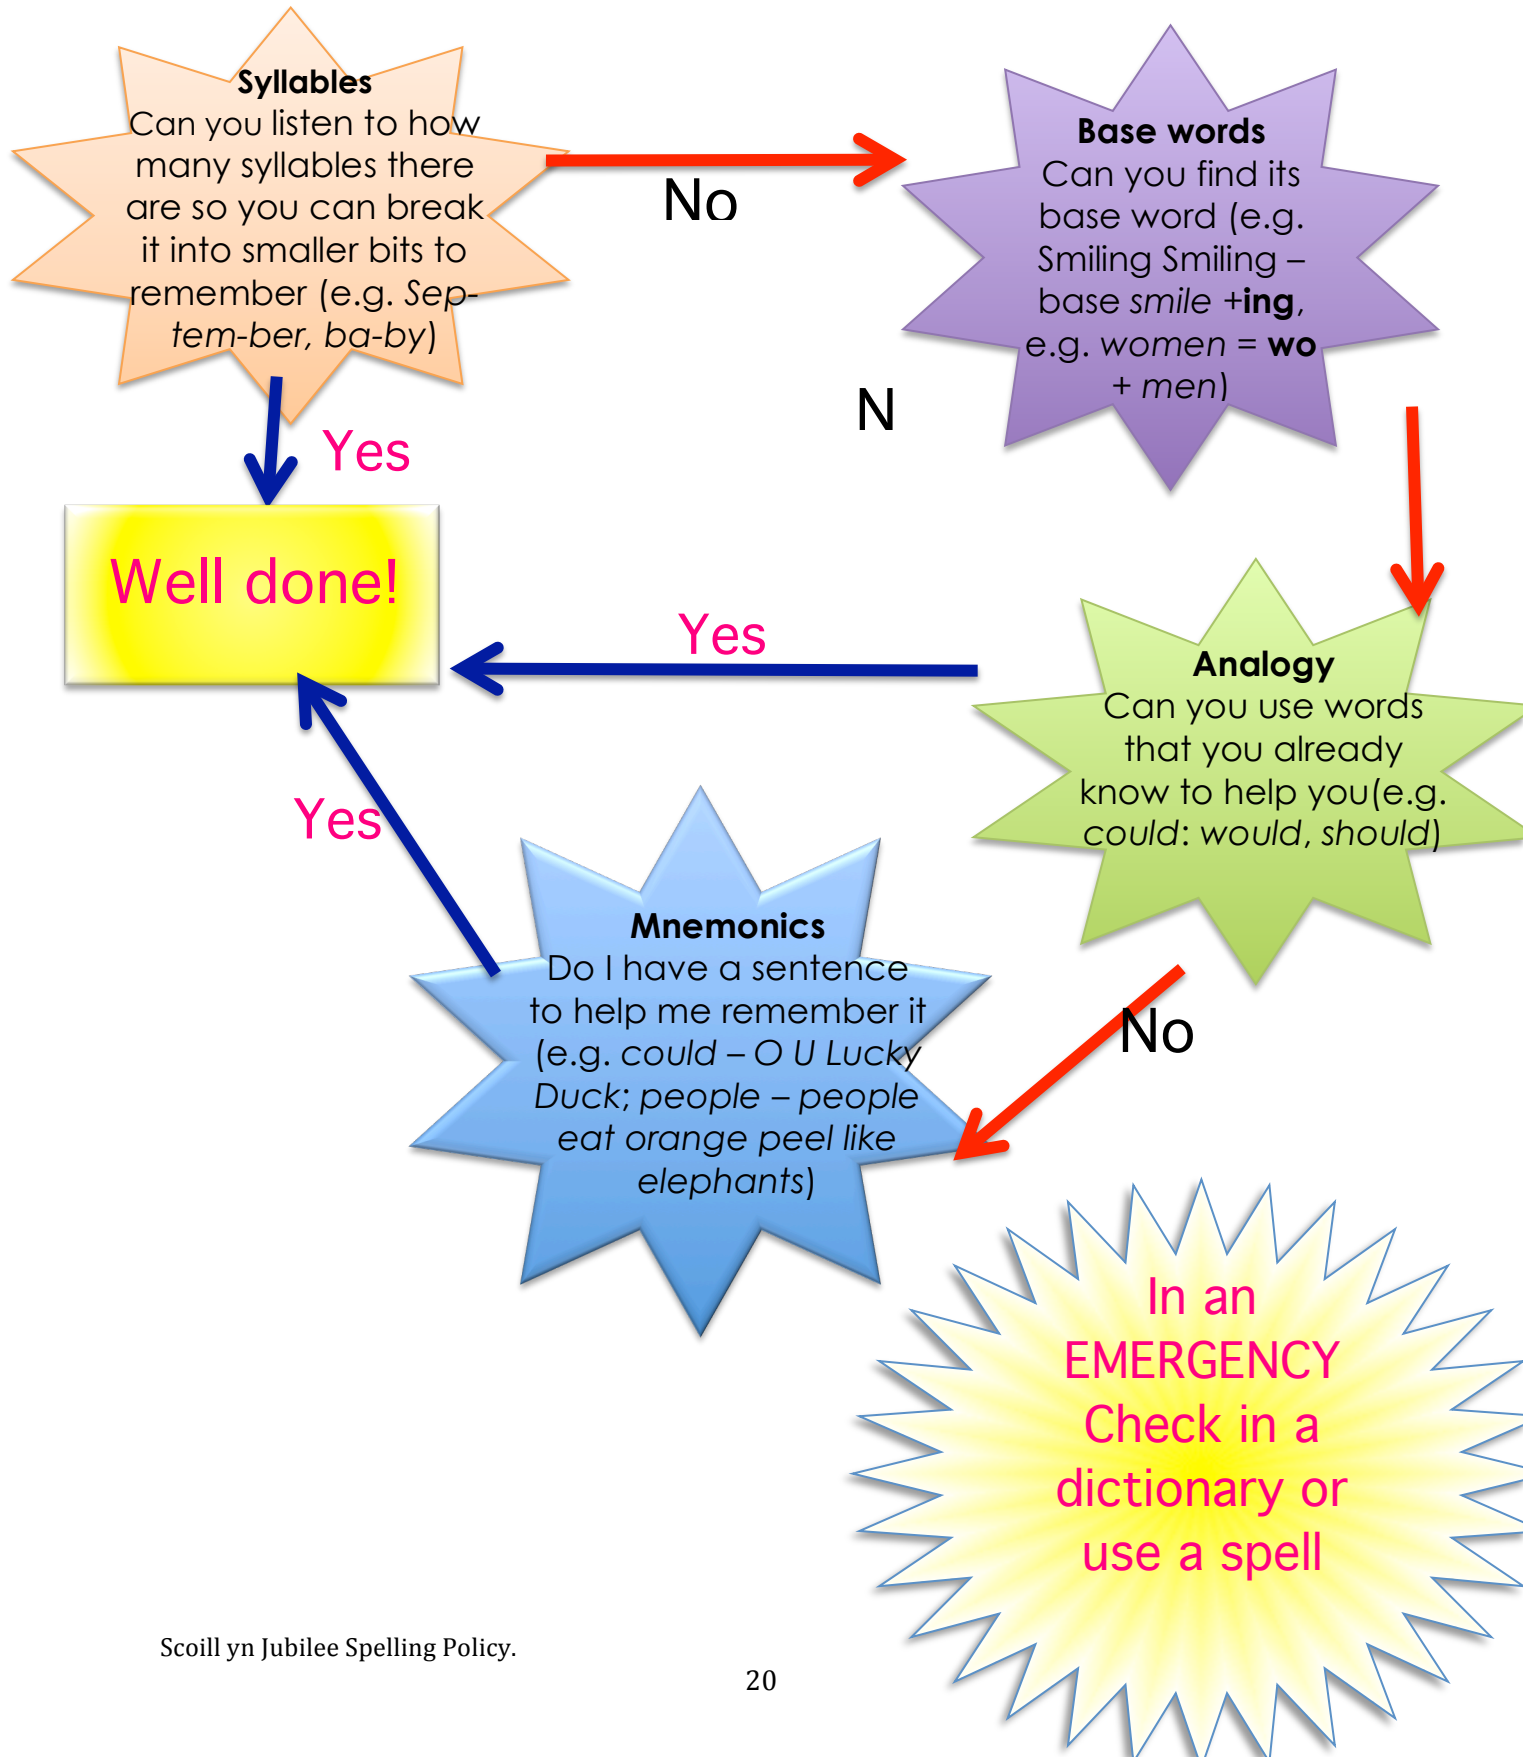 Syllables
Can you listen to how
many syllables there
are so you can break
it into smaller bits to
remember (e.g. Sep-
tem-ber, ba-by)
No
Base words
Can you find its
base word (e.g.
Smiling Smiling –
base smile +ing,
e.g. women = wo
+ men)
N
Yes
Well done!
Yes
Analogy
Can you use words
that you already
know to help you(e.g.
could: would, should)
Yes
Mnemonics
Do I have a sentence
to help me remember it
(e.g. could – O U Lucky
Duck; people – people
eat orange peel like
elephants)
No
In an
EMERGENCY
Check in a
dictionary or
use a spell
Scoill yn Jubilee Spelling Policy.
20